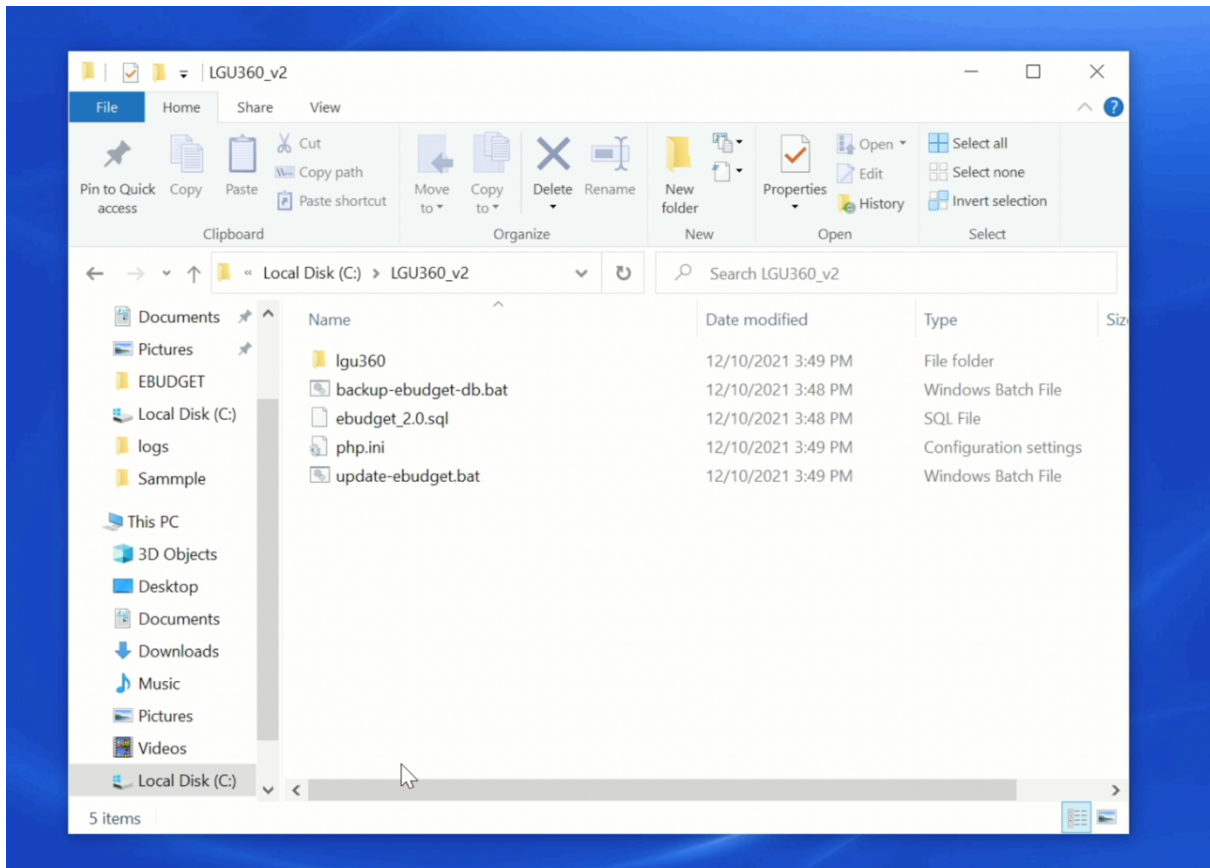 LGU360_v2
File Home Share View
Pin to Quick access
Copy
Paste
Cut
Copy path
Paste shortcut
Clipboard
Move to
Copy to
Delete
Rename
Organize
New folder
New
Properties
Open
Edit
History
Open
Select all
Select none
Invert selection
Select
« Local Disk (C:) > LGU360_v2
Search LGU360_v2
Documents
Pictures
EBUDGET
Local Disk (C:)
logs
Sammple
This PC
3D Objects
Desktop
Documents
Downloads
Music
Pictures
Videos
Local Disk (C:)
Name Date modified Type Siz
lgu360 12/10/2021 3:49 PM File folder
backup-ebudget-db.bat 12/10/2021 3:48 PM Windows Batch File
ebudget_2.0.sql 12/10/2021 3:48 PM SQL File
php.ini 12/10/2021 3:49 PM Configuration settings
update-ebudget.bat 12/10/2021 3:49 PM Windows Batch File
5 items